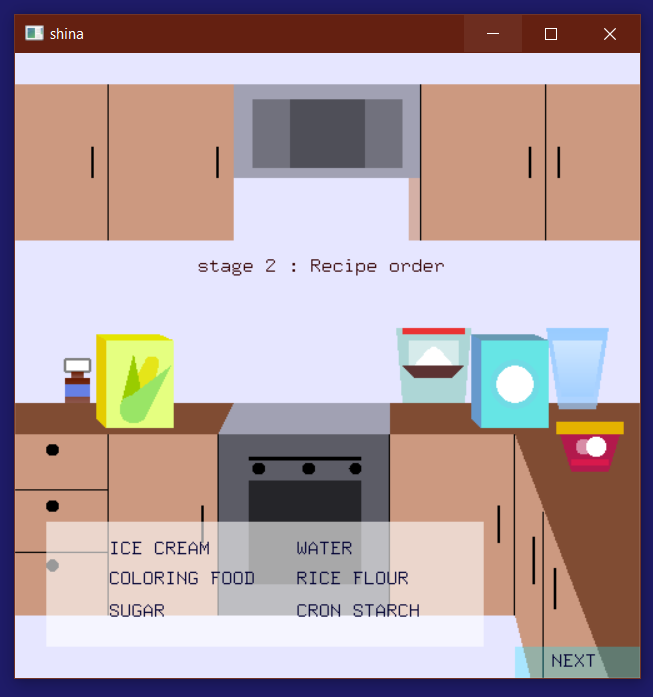 shina
stage 2 : Recipe order
ICE CREAM WATER
COLORING FOOD RICE FLOUR
SUGAR CRON STARCH
NEXT